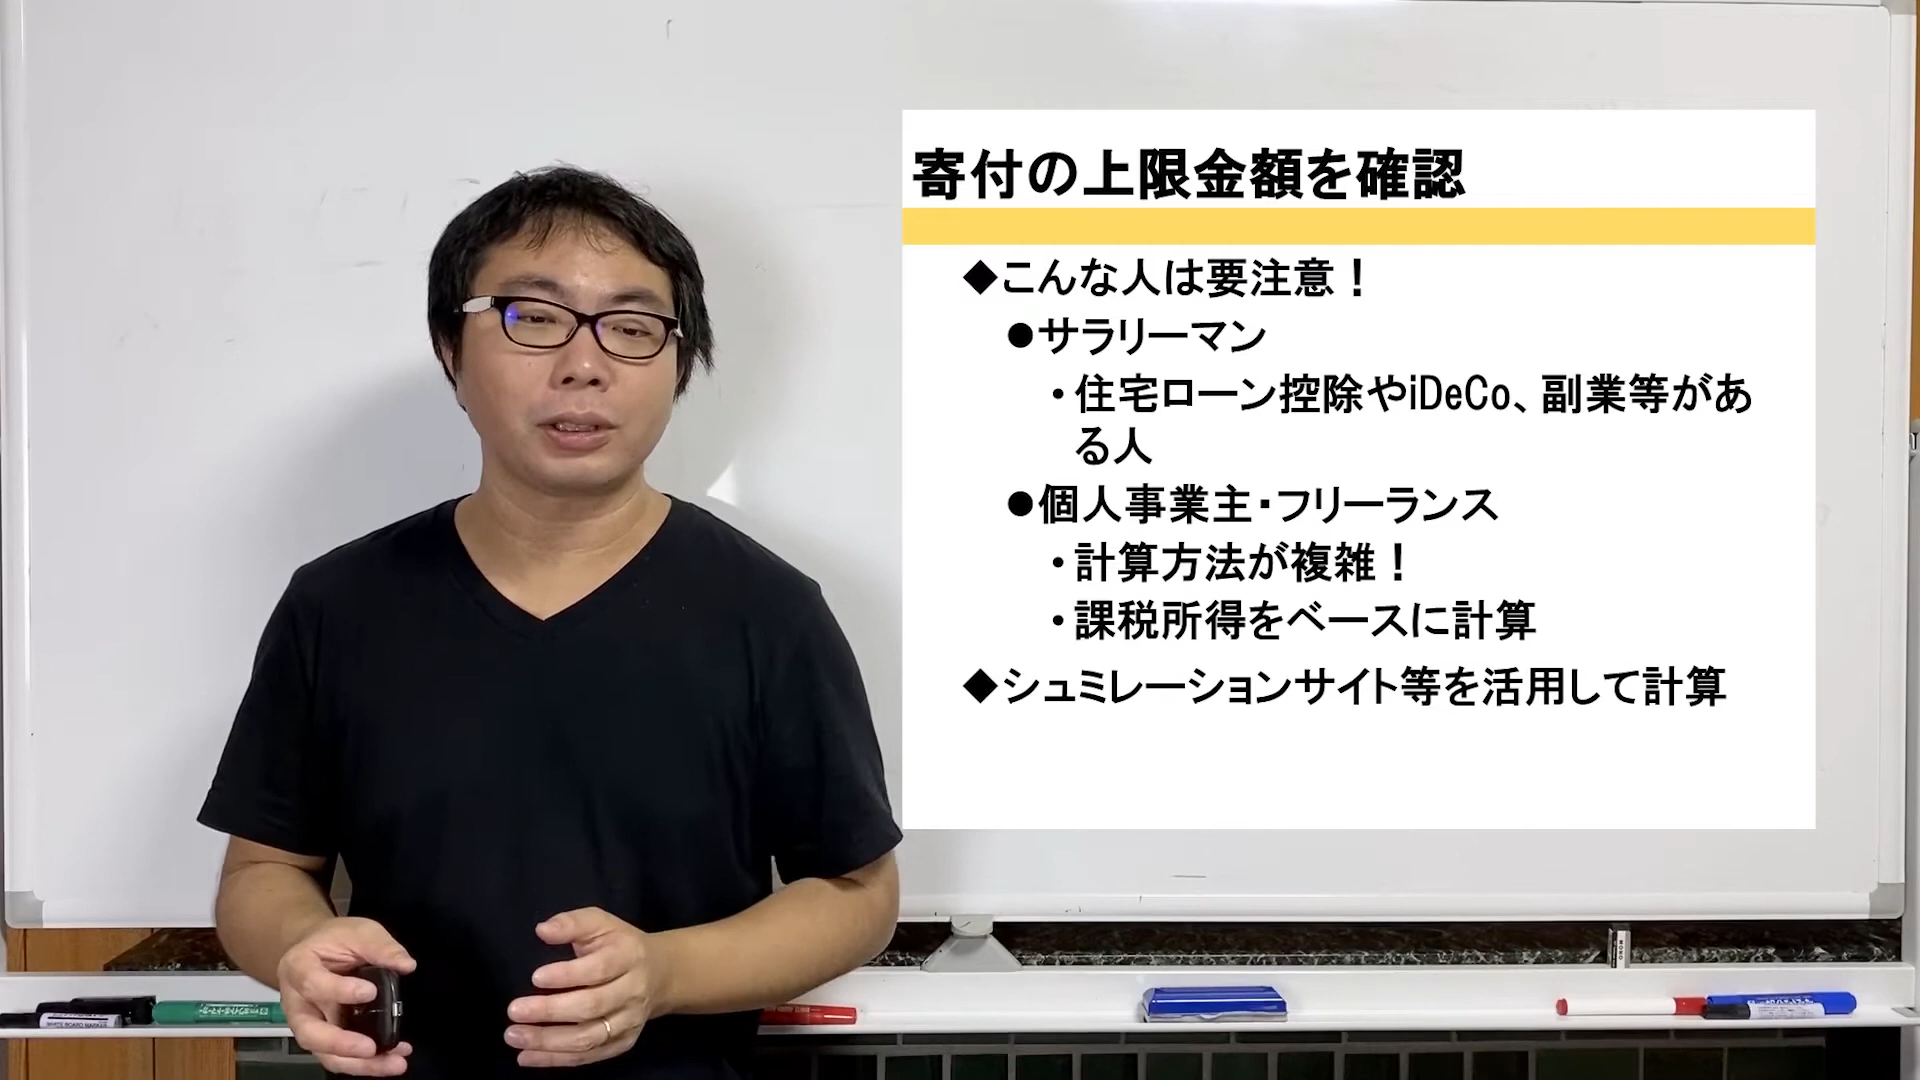 寄付の上限金額を確認
◆こんな人は要注意！
●サラリーマン
・住宅ローン控除やiDeCo、副業等があ
る人
●個人事業主・フリーランス
・計算方法が複雑！
・課税所得をベースに計算
◆シュミレーションサイト等を活用して計算
WHITE BOARD MARKER
MONO